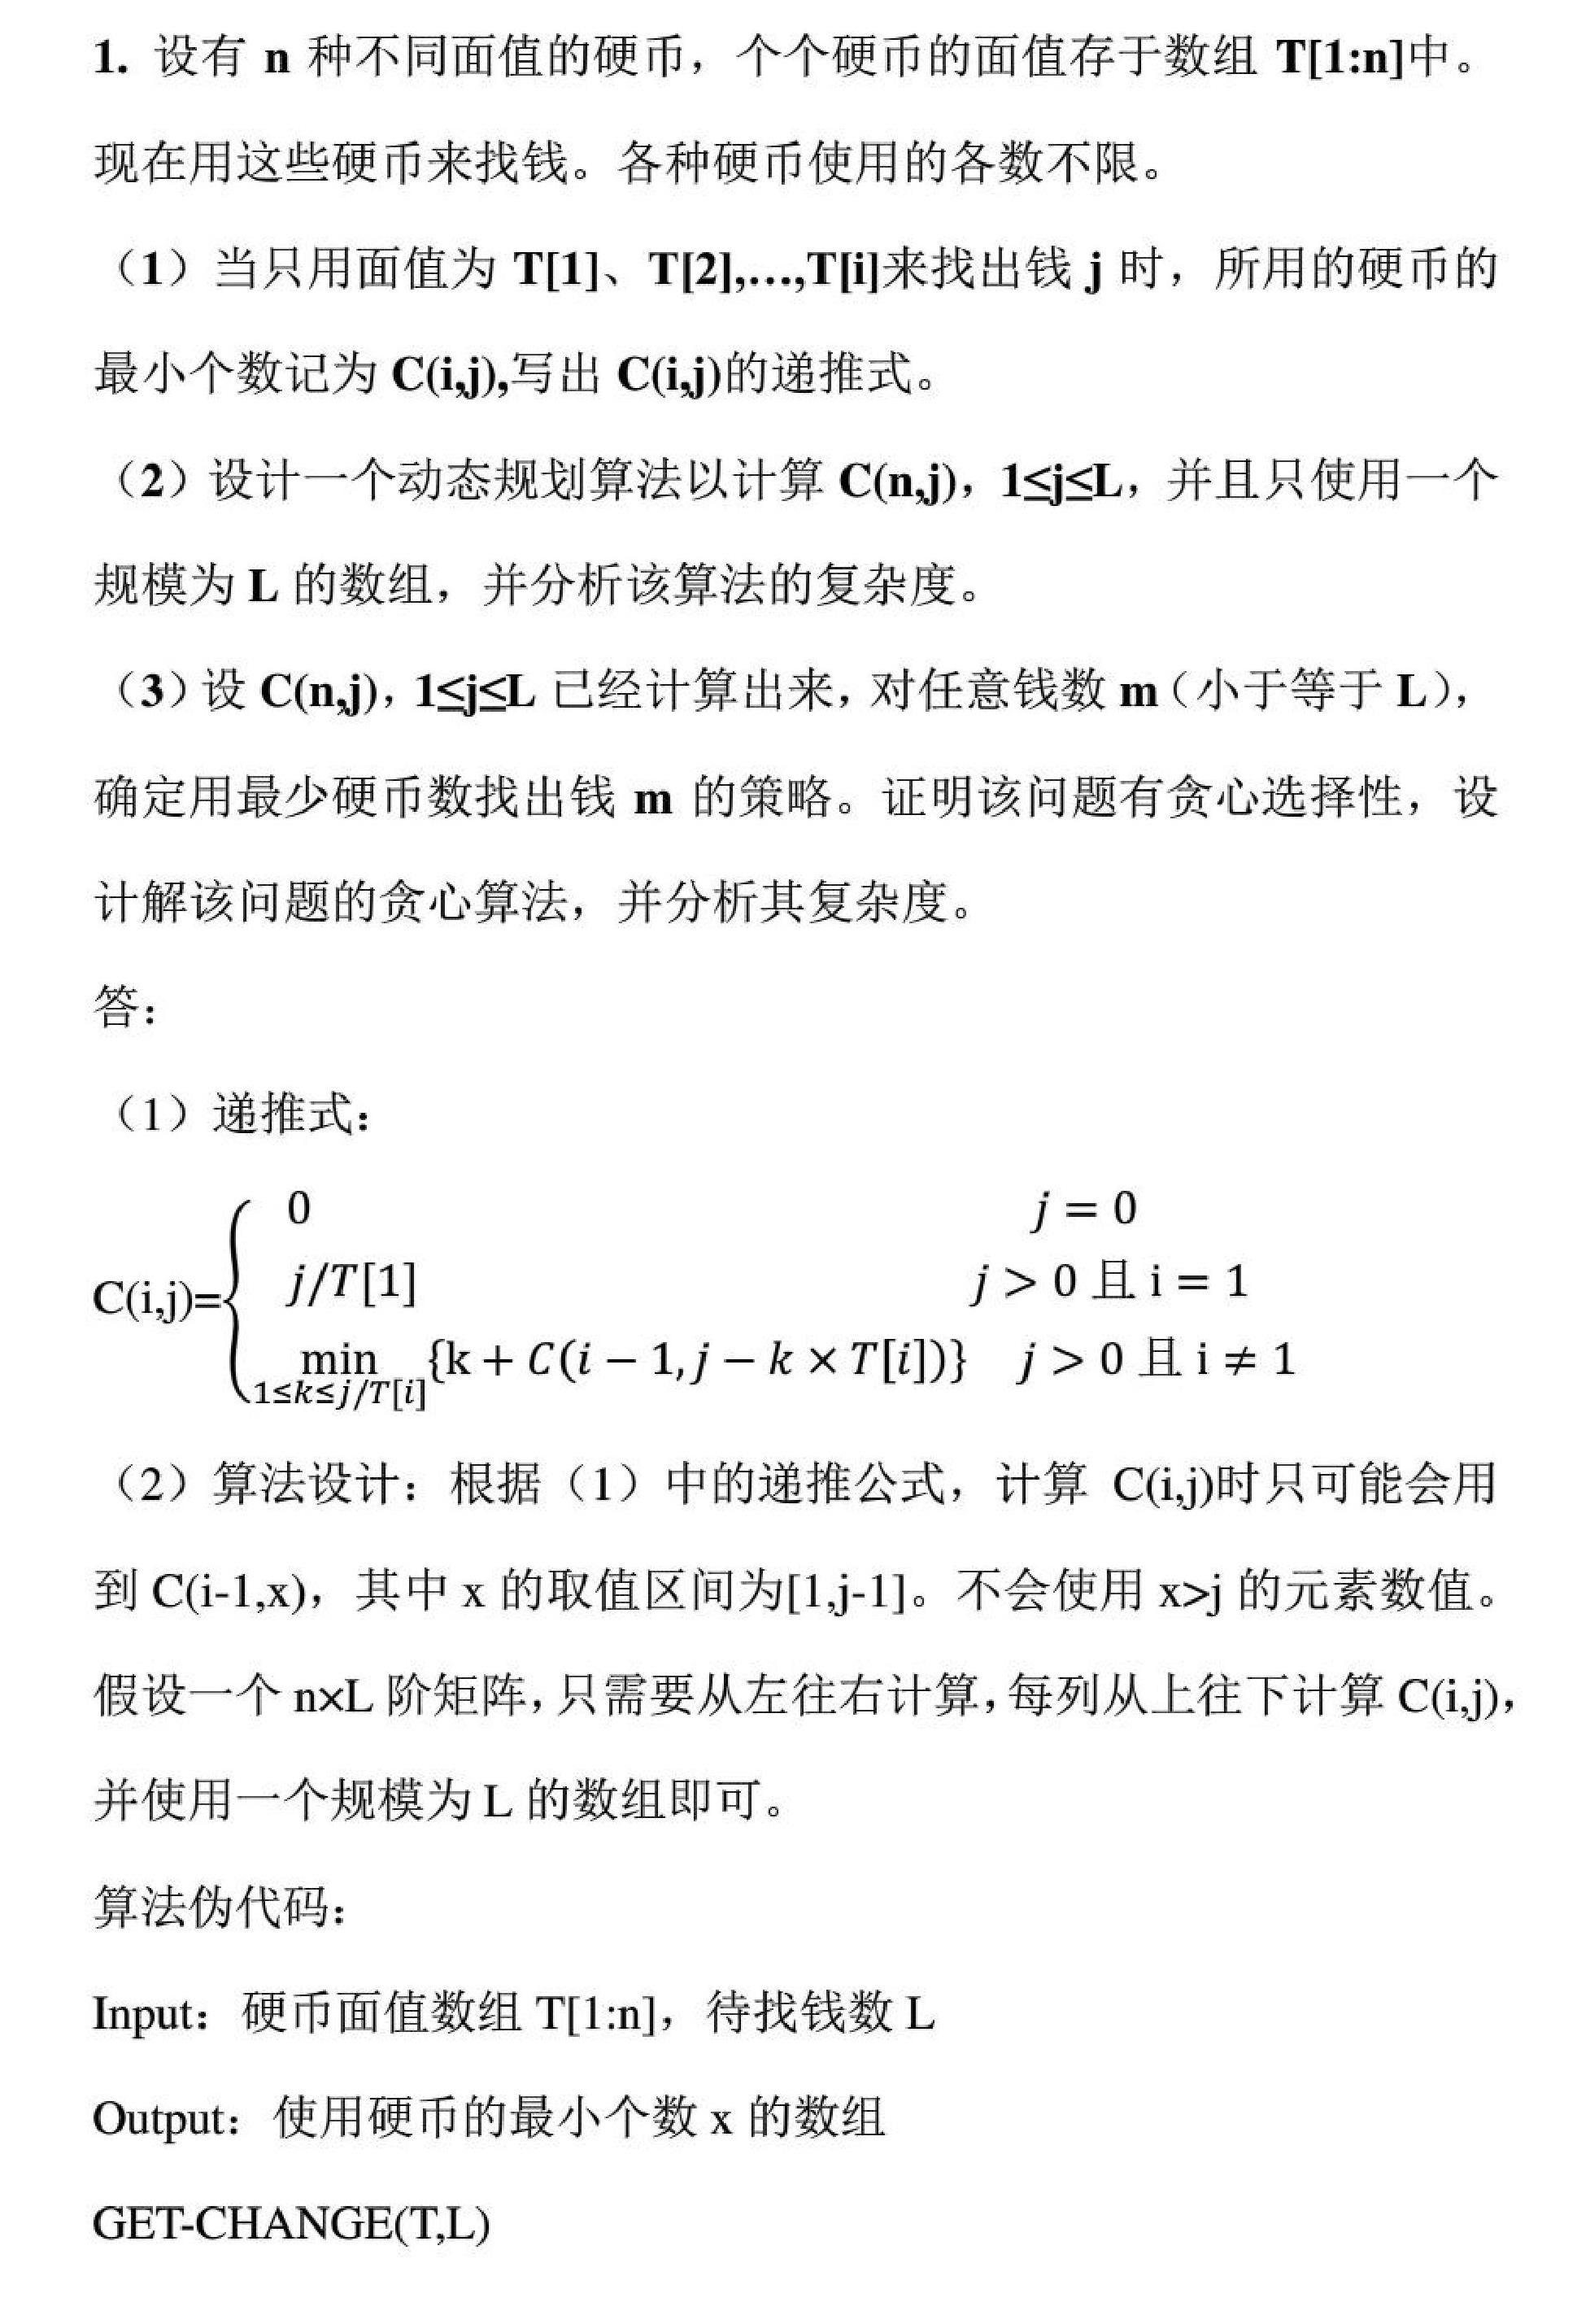 1. 设有 n 种不同面值的硬币，个个硬币的面值存于数组 T[1:n]中。
现在用这些硬币来找钱。各种硬币使用的各数不限。
（1）当只用面值为 T[1]、T[2],…,T[i]来找出钱 j 时，所用的硬币的
最小个数记为 C(i,j),写出 C(i,j)的递推式。
（2）设计一个动态规划算法以计算 C(n,j)，1≤j≤L，并且只使用一个
规模为 L 的数组，并分析该算法的复杂度。
（3）设 C(n,j)，1≤j≤L 已经计算出来，对任意钱数 m（小于等于 L），
确定用最少硬币数找出钱 m 的策略。证明该问题有贪心选择性，设
计解该问题的贪心算法，并分析其复杂度。
答：
（1）递推式：
0 j = 0
C(i,j)= j/T[1] j > 0 且 i = 1
min {k + C(i − 1, j − k × T[i])} j > 0 且 i ≠ 1
1≤k≤j/T[i]
（2）算法设计：根据（1）中的递推公式，计算 C(i,j)时只可能会用
到 C(i-1,x)，其中 x 的取值区间为[1,j-1]。不会使用 x>j 的元素数值。
假设一个 n×L 阶矩阵，只需要从左往右计算，每列从上往下计算 C(i,j)，
并使用一个规模为 L 的数组即可。
算法伪代码：
Input：硬币面值数组 T[1:n]，待找钱数 L
Output：使用硬币的最小个数 x 的数组
GET-CHANGE(T,L)